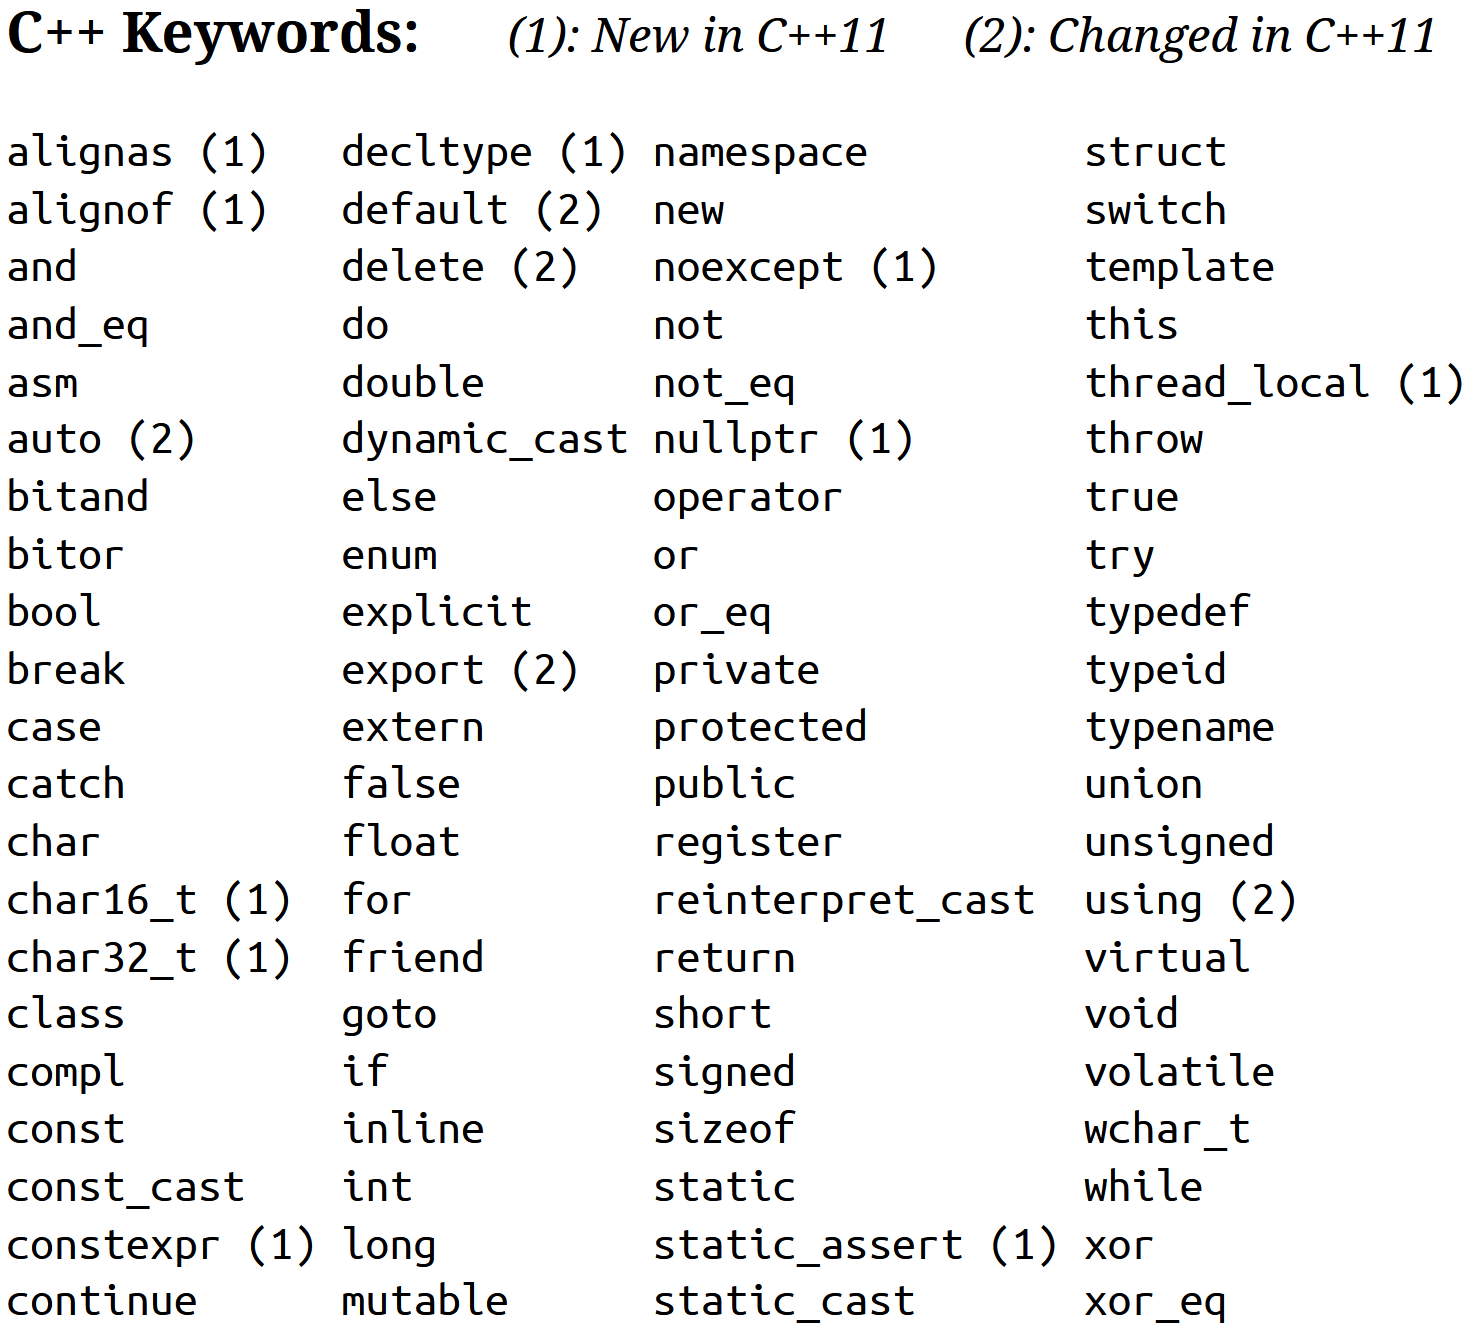 C++ Keywords: (1): New in C++11 (2): Changed in C++11
alignas (1) decltype (1) namespace struct
alignof (1) default (2) new switch
and delete (2) noexcept (1) template
and_eq do not this
asm double not_eq thread_local (1)
auto (2) dynamic_cast nullptr (1) throw
bitand else operator true
bitor enum or try
bool explicit or_eq typedef
break export (2) private typeid
case extern protected typename
catch false public union
char float register unsigned
char16_t (1) for reinterpret_cast using (2)
char32_t (1) friend return virtual
class goto short void
compl if signed volatile
const inline sizeof wchar_t
const_cast int static while
constexpr (1) long static_assert (1) xor
continue mutable static_cast xor_eq